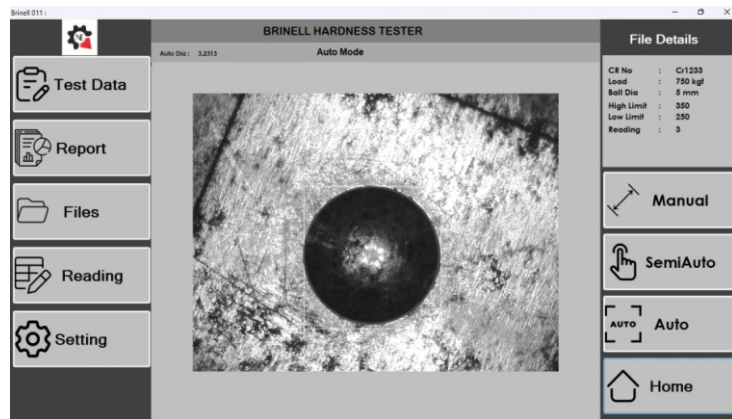 Brinell 011 :
BRINELL HARDNESS TESTER
Auto Dia : 3.2313
Auto Mode
Test Data
Report
Files
Reading
Setting
File Details
CR No : Cr1233
Load : 750 kgf
Ball Dia : 5 mm
High Limit : 350
Low Limit : 250
Reading : 3
Manual
SemiAuto
AUTO Auto
Home